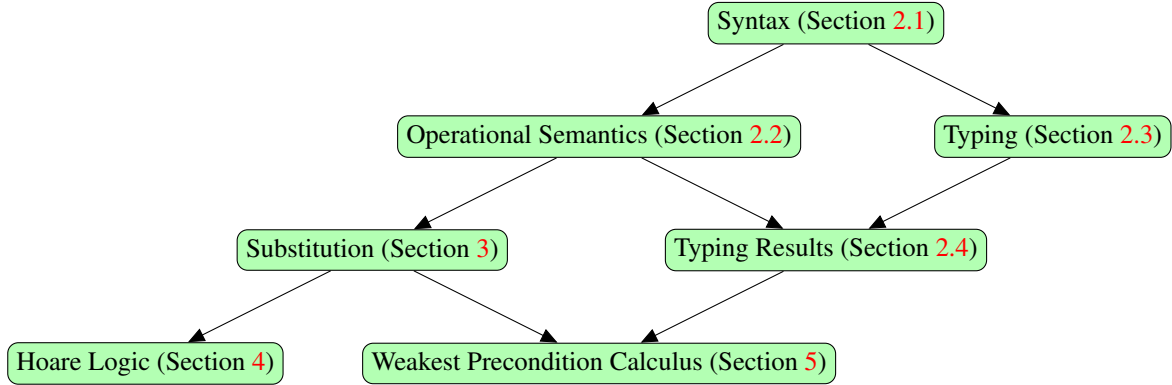 Syntax (Section 2.1)
Operational Semantics (Section 2.2)
Typing (Section 2.3)
Substitution (Section 3)
Typing Results (Section 2.4)
Hoare Logic (Section 4)
Weakest Precondition Calculus (Section 5)